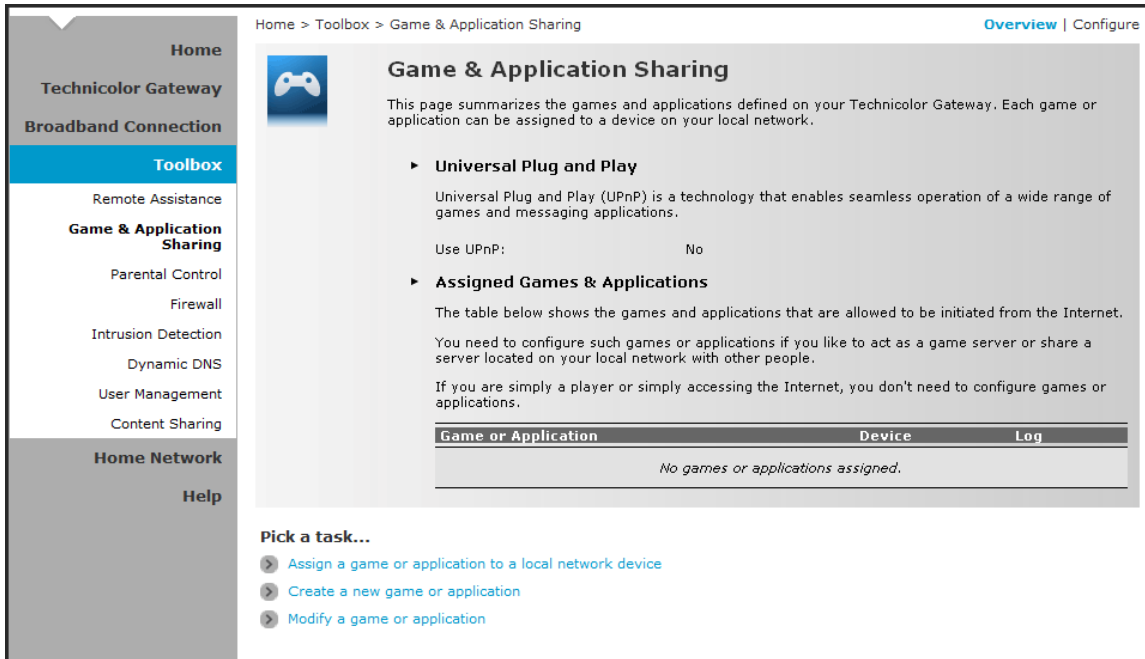 Home > Toolbox > Game & Application Sharing
Overview | Configure
Home
Technicolor Gateway
Broadband Connection
Toolbox
Remote Assistance
Game & Application
Sharing
Parental Control
Firewall
Intrusion Detection
Dynamic DNS
User Management
Content Sharing
Home Network
Help
Game & Application Sharing
This page summarizes the games and applications defined on your Technicolor Gateway. Each game or
application can be assigned to a device on your local network.
Universal Plug and Play
Universal Plug and Play (UPnP) is a technology that enables seamless operation of a wide range of
games and messaging applications.
Use UPnP: No
Assigned Games & Applications
The table below shows the games and applications that are allowed to be initiated from the Internet.
You need to configure such games or applications if you like to act as a game server or share a
server located on your local network with other people.
If you are simply a player or simply accessing the Internet, you don't need to configure games or
applications.
Game or Application Device Log
No games or applications assigned.
Pick a task...
Assign a game or application to a local network device
Create a new game or application
Modify a game or application